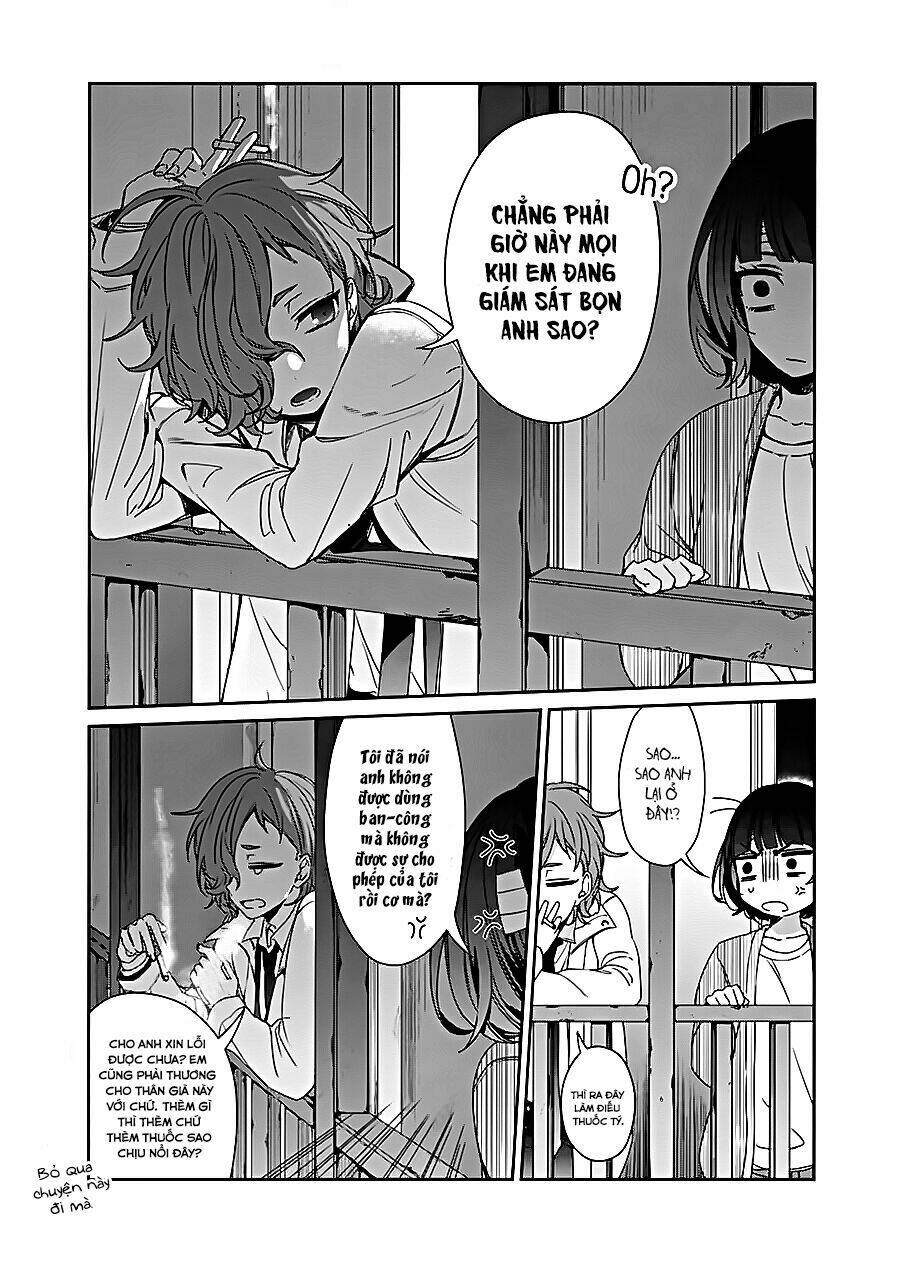 Oh?
CHẲNG PHẢI
GIỜ NÀY MỌI
KHI EM ĐANG
GIÁM SÁT BỌN
ANH SAO?
SAO...
SAO ANH
LẠI Ở
ĐÂY!?
THÌ RA ĐÂY
LÀM ĐIẾU
THUỐC TÝ.
Tôi đã nói
anh không
được dùng
ban-công
mà không
được sự cho
phép của tôi
rồi cơ mà?
CHO ANH XIN LỖI
ĐƯỢC CHƯA? EM
CŨNG PHẢI THƯƠNG
CHO THÂN GIÀ NÀY
VỚI CHỨ. THÈM GÌ
THÌ THÈM CHỨ
THÈM THUỐC SAO
CHỊU NỔI ĐÂY?
Bỏ qua
chuyện này
đi mà